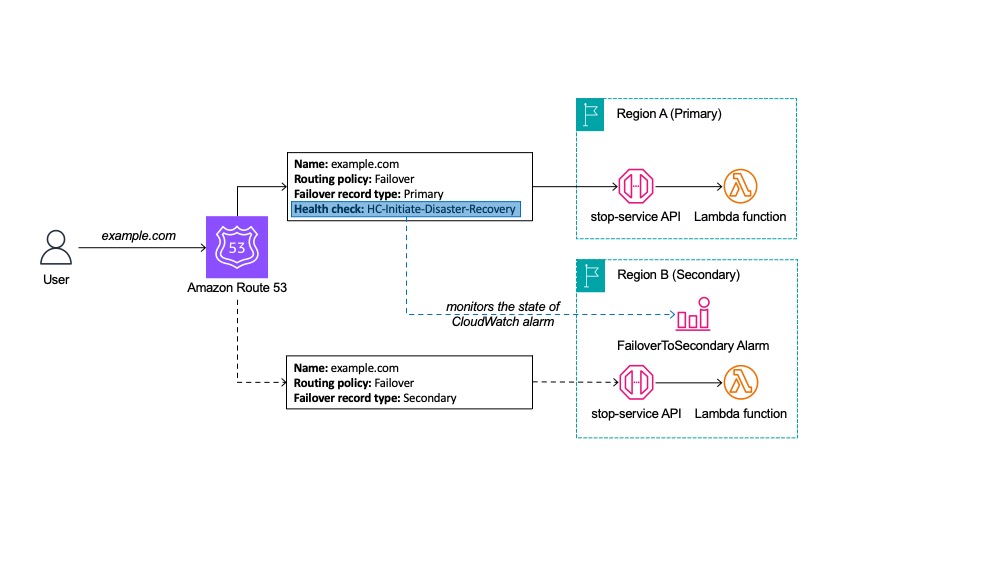 Region A (Primary)
Name: example.com
Routing policy: Failover
Failover record type: Primary
Health check: HC-Initiate-Disaster-Recovery
stop-service API
Lambda function
example.com
53
User
Amazon Route 53
Region B (Secondary)
monitors the state of
CloudWatch alarm
FailoverToSecondary Alarm
Name: example.com
Routing policy: Failover
Failover record type: Secondary
stop-service API
Lambda function